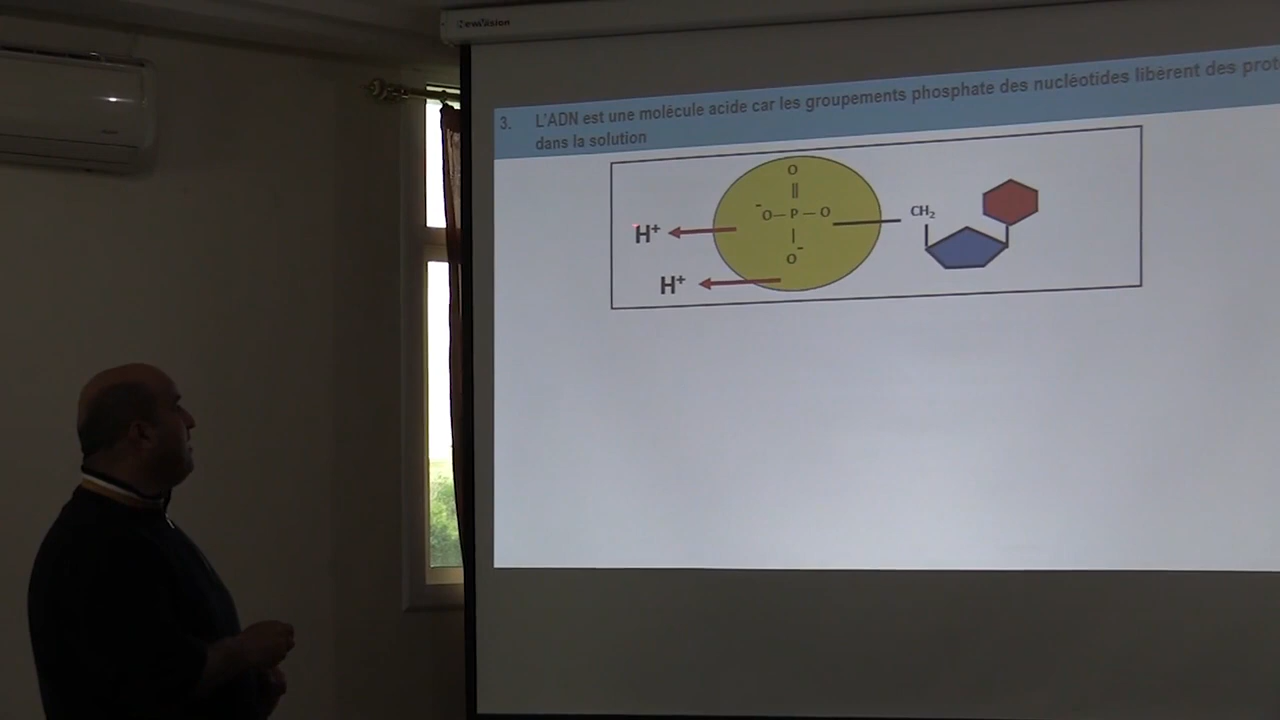 NewVision
3. L'ADN est une molécule acide car les groupements phosphate des nucléotides libèrent des prot
dans la solution
O
||
-O—P—O
|
O-
CH₂
H⁺
H⁺